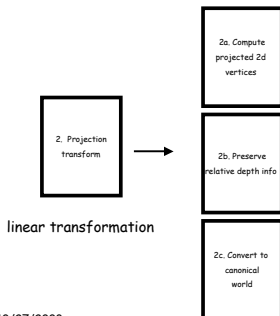 2a. Compute
projected 2d
vertices
2. Projection
transform
2b. Preserve
relative depth info
linear transformation
2c. Convert to
canonical
world